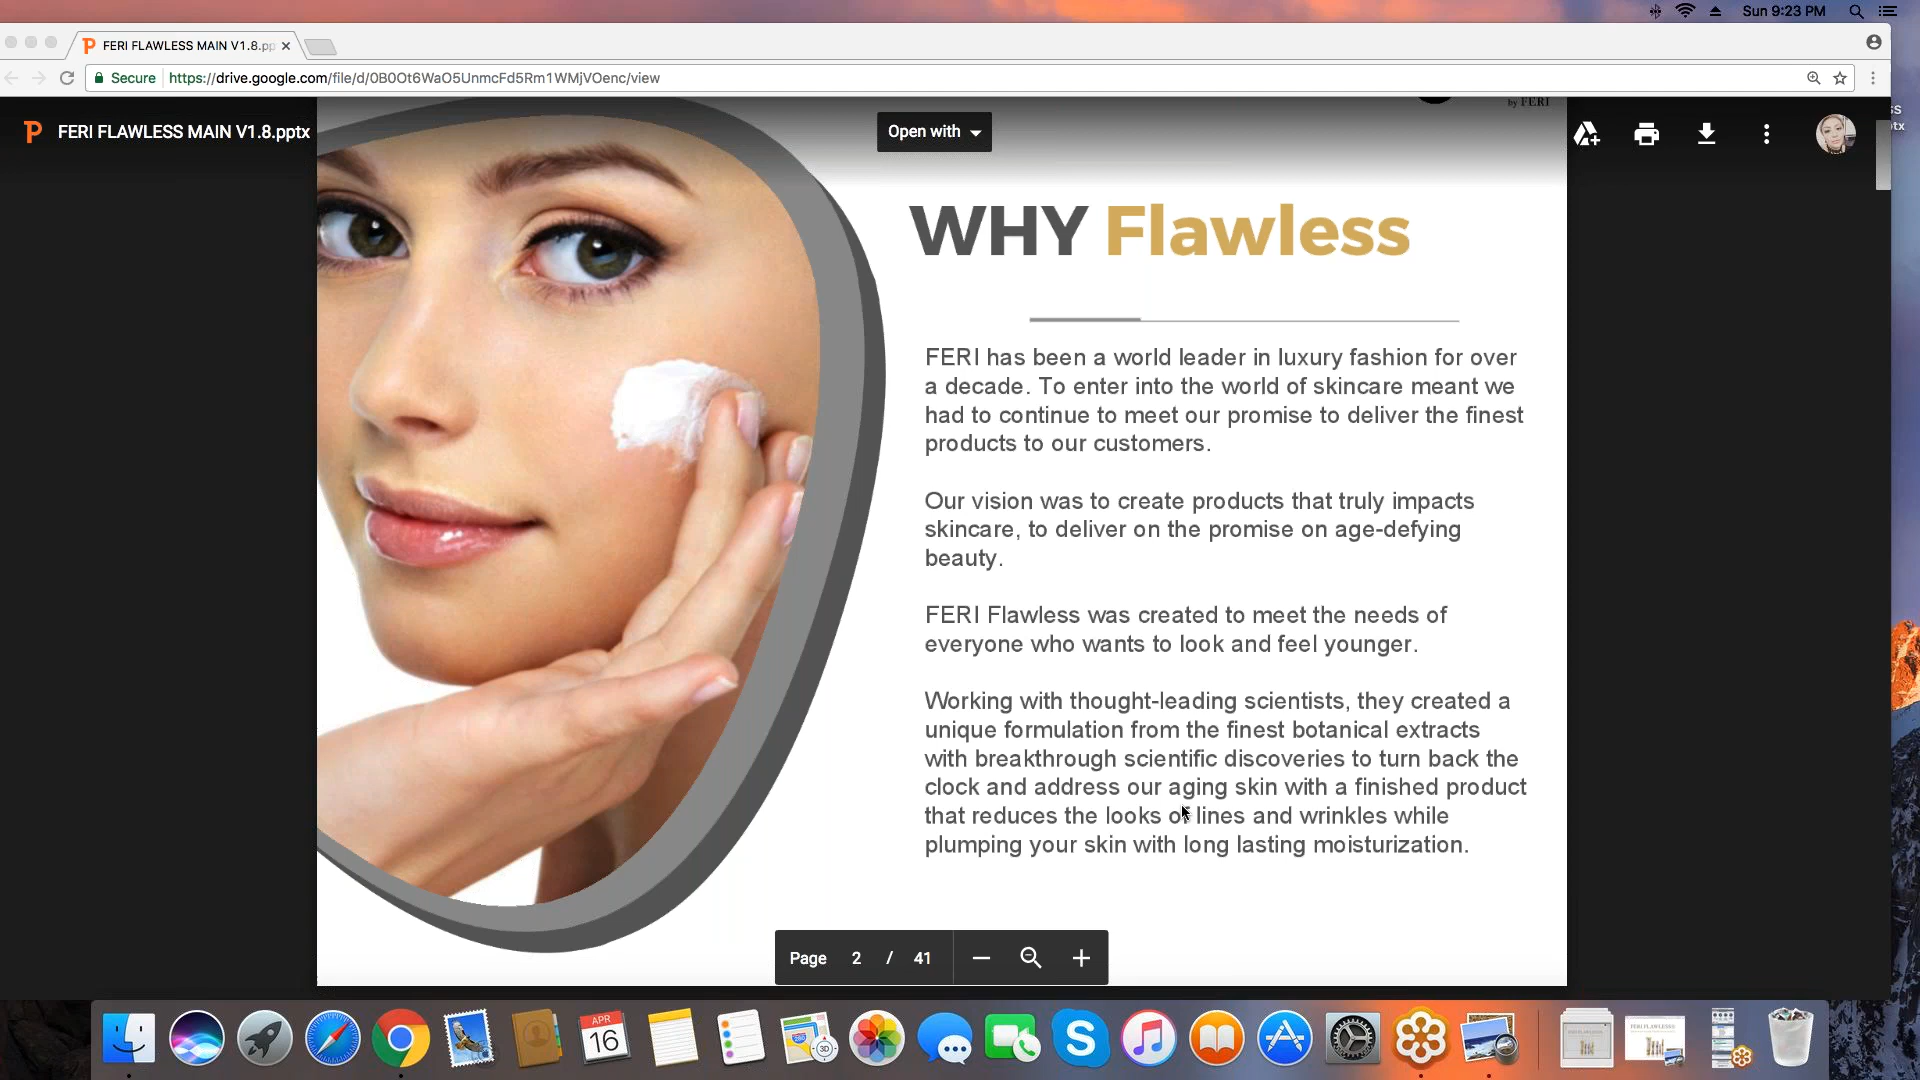 Sun 9:23 PM
FERI FLAWLESS MAIN V1.8.pp
Secure
https://drive.google.com/file/d/0B0Ot6WaO5UnmcFd5Rm1WMjVOenc/view
by FERI
FERI FLAWLESS MAIN V1.8.pptx
Open with
WHY Flawless
FERI has been a world leader in luxury fashion for over
a decade. To enter into the world of skincare meant we
had to continue to meet our promise to deliver the finest
products to our customers.
Our vision was to create products that truly impacts
skincare, to deliver on the promise on age-defying
beauty.
FERI Flawless was created to meet the needs of
everyone who wants to look and feel younger.
Working with thought-leading scientists, they created a
unique formulation from the finest botanical extracts
with breakthrough scientific discoveries to turn back the
clock and address our aging skin with a finished product
that reduces the looks of lines and wrinkles while
plumping your skin with long lasting moisturization.
Page 2 / 41
APR
16
3D